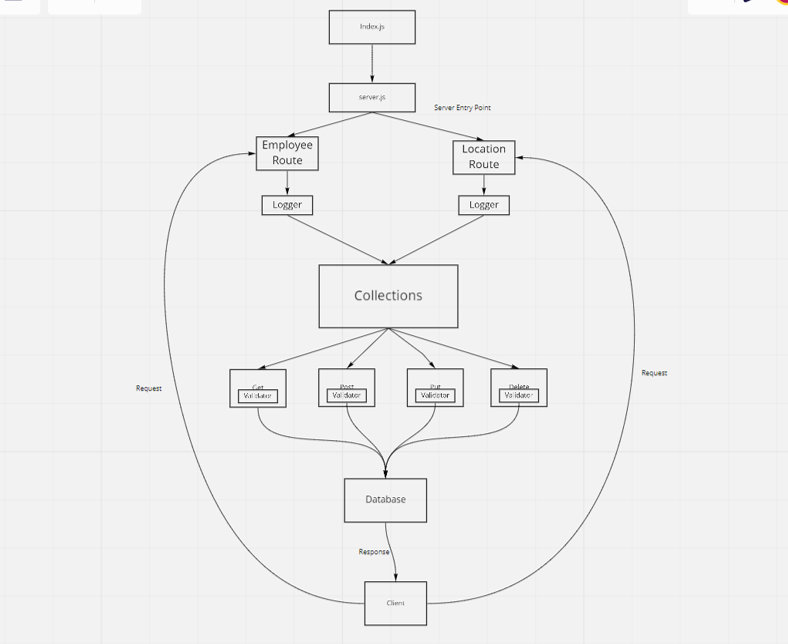 Index.js
server.js
Server Entry Point
Employee
Route
Location
Route
Logger
Logger
Collections
Get
Validator
Post
Validator
Put
Validator
Delete
Validator
Request
Request
Database
Response
Client